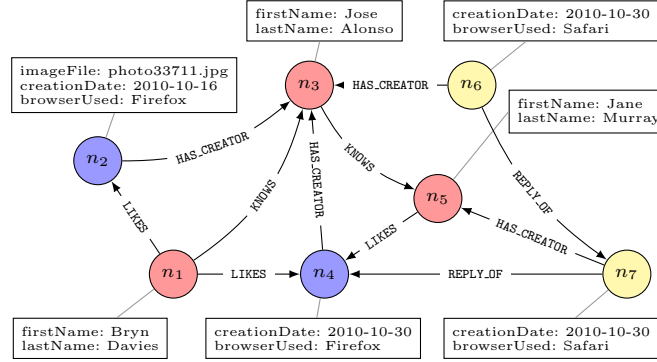 firstName: Jose
lastName: Alonso
creationDate: 2010-10-30
browserUsed: Safari
imageFile: photo33711.jpg
creationDate: 2010-10-16
browserUsed: Firefox
n3
HAS_CREATOR
n6
firstName: Jane
lastName: Murray
n2
HAS_CREATOR
KNOWS
n5
REPLY_OF
LIKES
KNOWS
HAS_CREATOR
LIKES
HAS_CREATOR
n1
LIKES
n4
REPLY_OF
n7
firstName: Bryn
lastName: Davies
creationDate: 2010-10-30
browserUsed: Firefox
creationDate: 2010-10-30
browserUsed: Safari